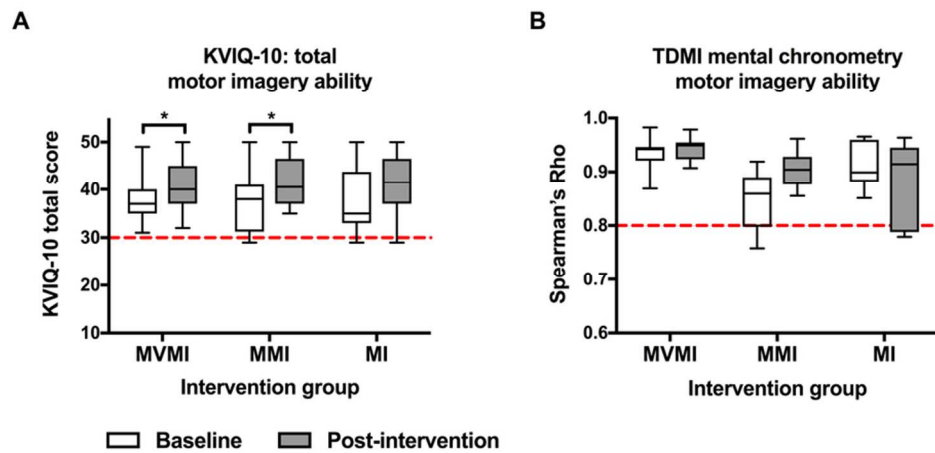 A
KVIQ-10: total
motor imagery ability
KVIQ-10 total score
50
40
30
20
10
*
*
MVMI
MMI
MI
Intervention group
B
TDMI mental chronometry
motor imagery ability
Spearman's Rho
1.0
0.9
0.8
0.7
0.6
MVMI
MMI
MI
Intervention group
Baseline
Post-intervention